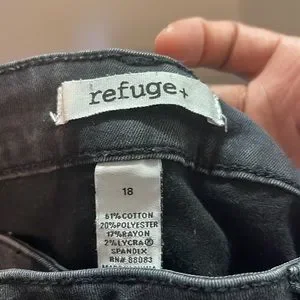 refuge+
18
61% COTTON
20% POLYESTER
17% RAYON
2% LYCRA®
SPANDEX
RN# 88083